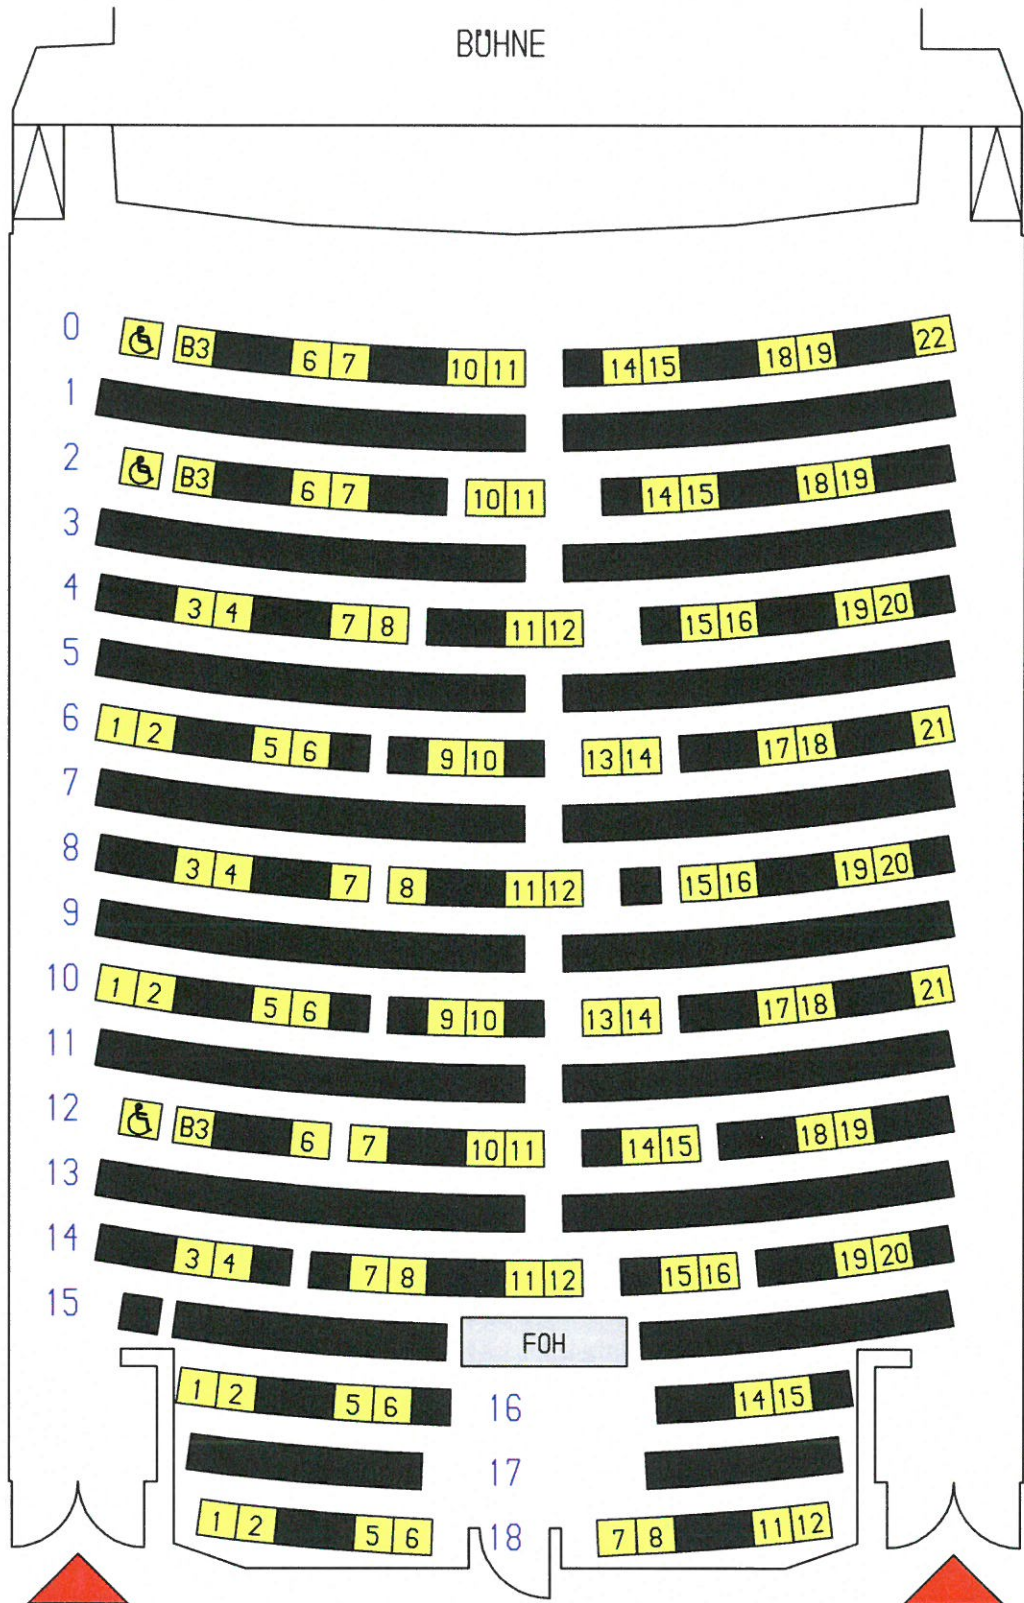 BÜHNE
0 B3 6 7 10 11 14 15 18 19 22
1
2 B3 6 7 10 11 14 15 18 19
3
4 3 4 7 8 11 12 15 16 19 20
5
6 1 2 5 6 9 10 13 14 17 18 21
7
8 3 4 7 8 11 12 15 16 19 20
9
10 1 2 5 6 9 10 13 14 17 18 21
11
12 B3 6 7 10 11 14 15 18 19
13
14 3 4 7 8 11 12 15 16 19 20
15 FOH
1 2 5 6 16 14 15
17
1 2 5 6 18 7 8 11 12